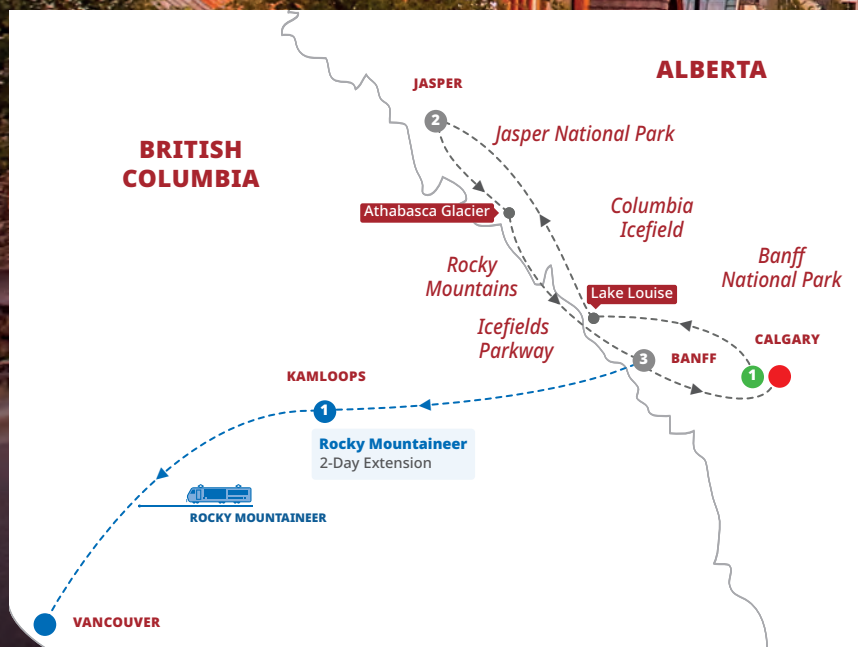 ALBERTA
JASPER
2
Jasper National Park
BRITISH
COLUMBIA
Athabasca Glacier
Columbia
Icefield
Rocky
Mountains
Banff
National Park
Lake Louise
Icefields
Parkway
CALGARY
3
BANFF
1
KAMLOOPS
1
Rocky Mountaineer
2-Day Extension
ROCKY MOUNTAINEER
VANCOUVER